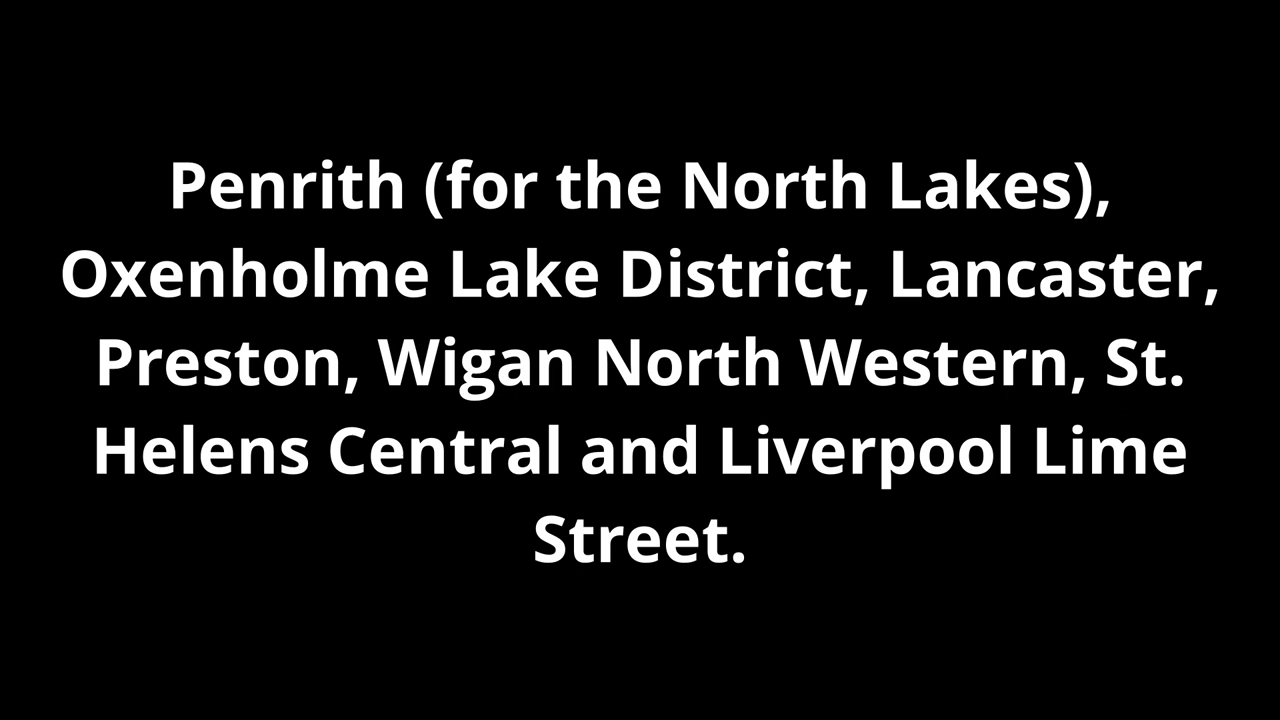 Penrith (for the North Lakes),
Oxenholme Lake District, Lancaster,
Preston, Wigan North Western, St.
Helens Central and Liverpool Lime
Street.